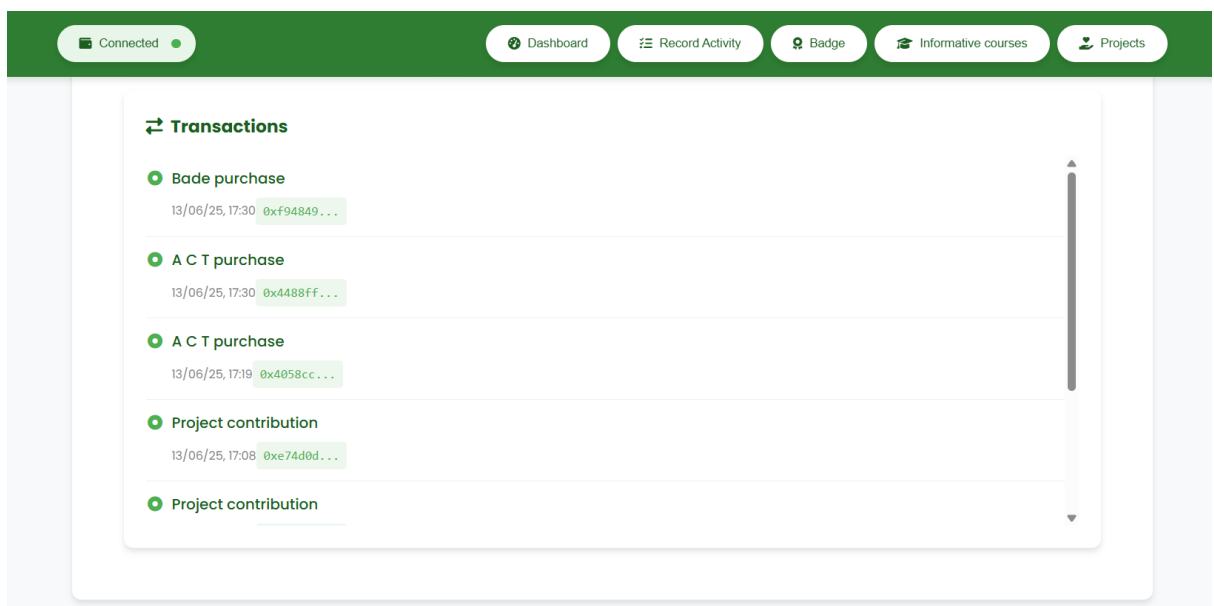 Connected
Dashboard
Record Activity
Badge
Informative courses
Projects
Transactions
Bade purchase
13/06/25, 17:30 0xf94849...
A C T purchase
13/06/25, 17:30 0x4488ff...
A C T purchase
13/06/25, 17:19 0x4058cc...
Project contribution
13/06/25, 17:08 0xe74d0d...
Project contribution